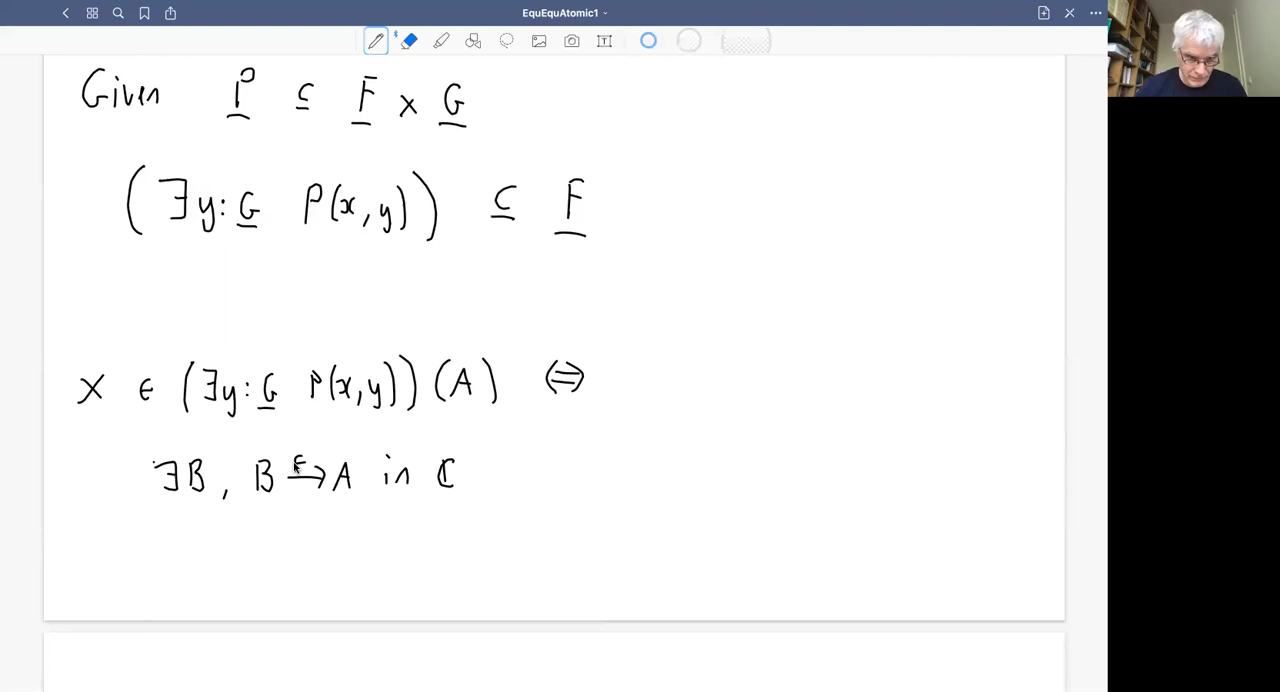 EquEquAtomic1
Given P ⊆ F × G
(∃y:G P(x,y)) ⊆ F
x ∈ (∃y:G P(x,y))(A) ⇔
∃B, B → A in ℂ